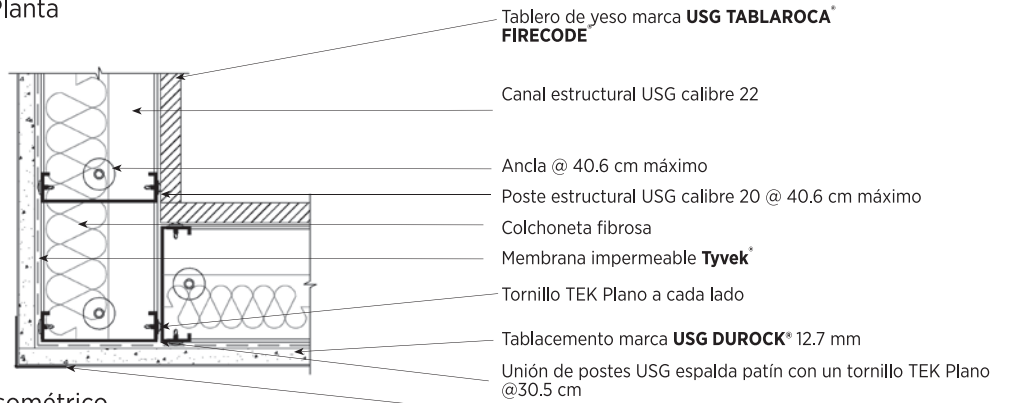 Planta
Tablero de yeso marca USG TABLAROCA®
FIRECODE®
Canal estructural USG calibre 22
Ancla @ 40.6 cm máximo
Poste estructural USG calibre 20 @ 40.6 cm máximo
Colchoneta fibrosa
Membrana impermeable Tyvek®
Tornillo TEK Plano a cada lado
Tablacemento marca USG DUROCK® 12.7 mm
Unión de postes USG espalda patín con un tornillo TEK Plano
@30.5 cm
sométrico